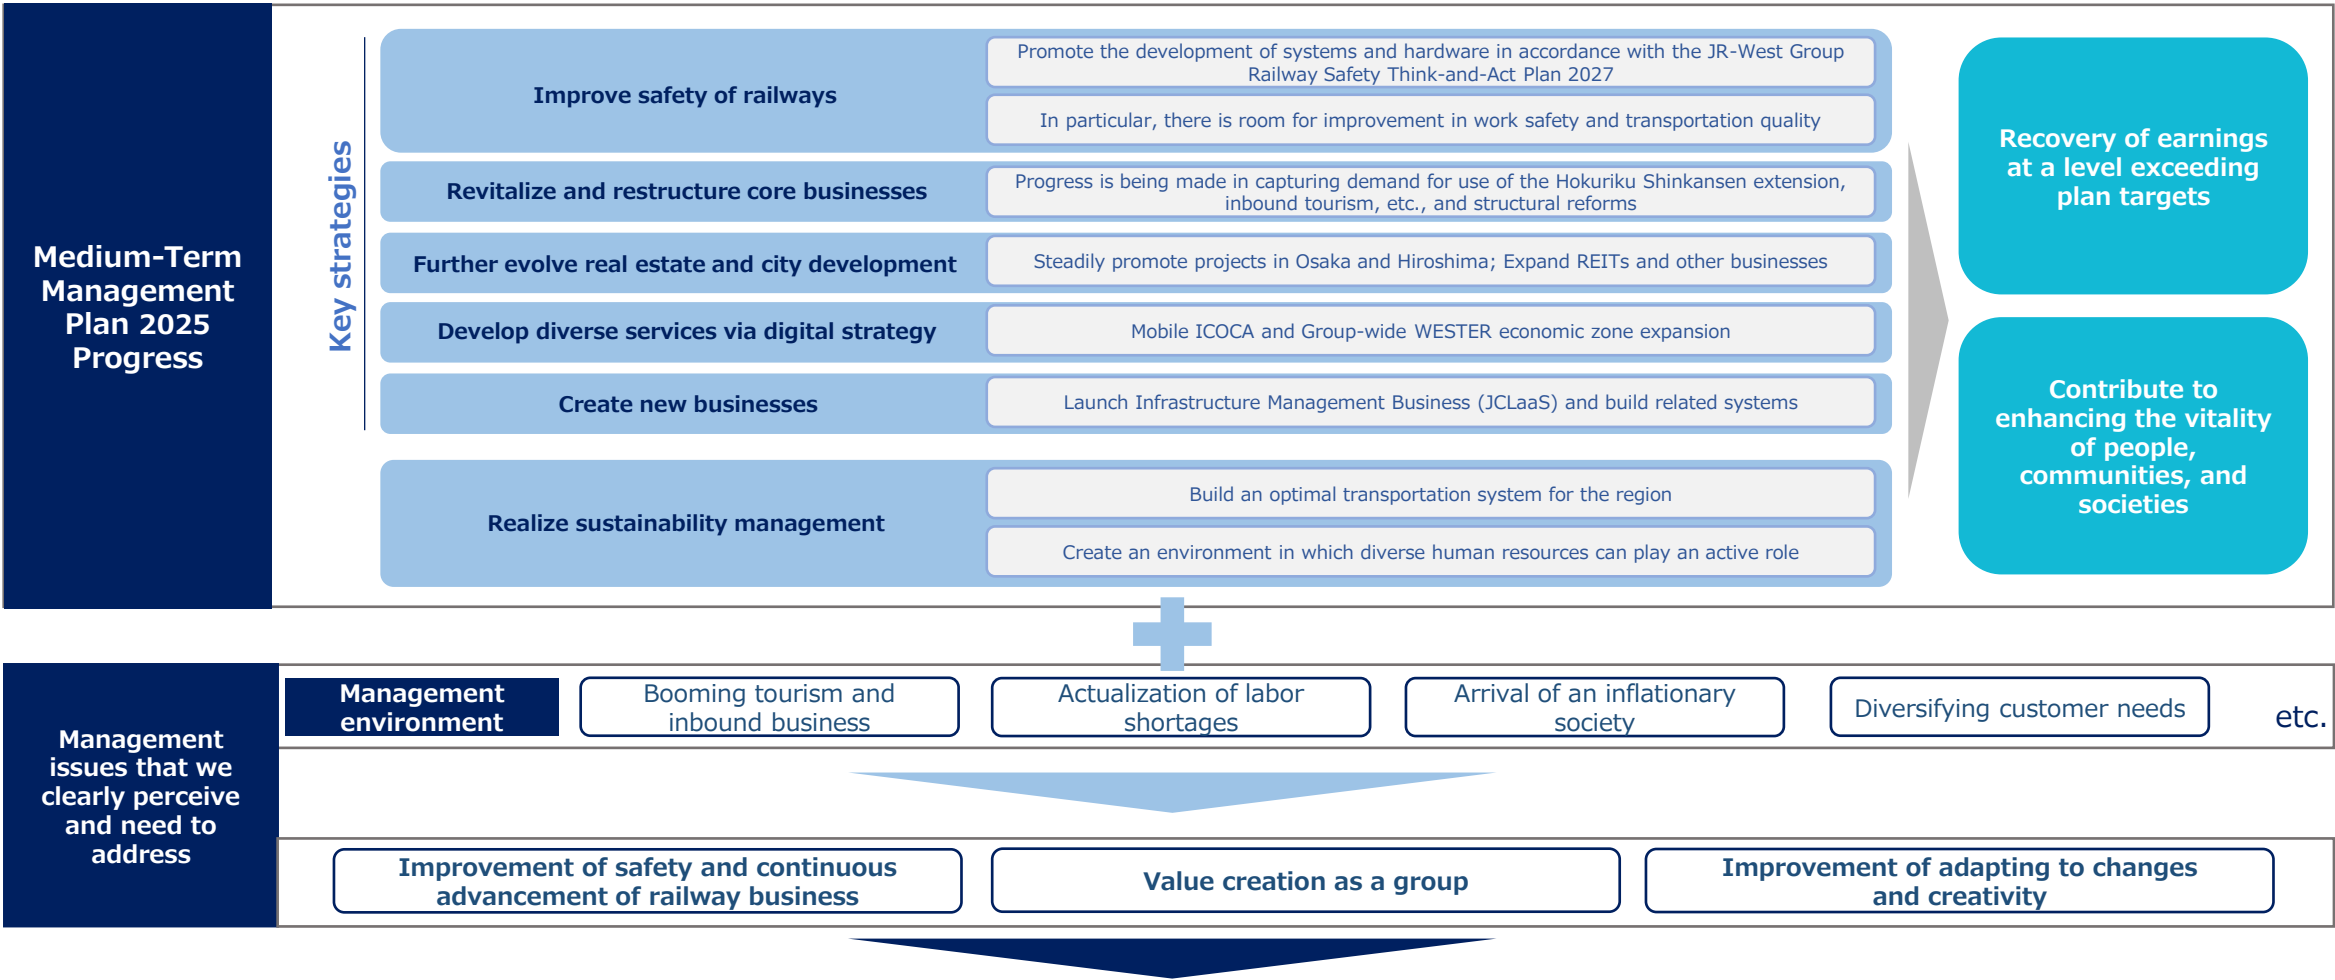 Medium-Term
Management
Plan 2025
Progress
Key strategies
Improve safety of railways
Promote the development of systems and hardware in accordance with the JR-West Group
Railway Safety Think-and-Act Plan 2027
In particular, there is room for improvement in work safety and transportation quality
Revitalize and restructure core businesses
Progress is being made in capturing demand for use of the Hokuriku Shinkansen extension,
inbound tourism, etc., and structural reforms
Further evolve real estate and city development
Steadily promote projects in Osaka and Hiroshima; Expand REITs and other businesses
Develop diverse services via digital strategy
Mobile ICOCA and Group-wide WESTER economic zone expansion
Create new businesses
Launch Infrastructure Management Business (JCLaaS) and build related systems
Realize sustainability management
Build an optimal transportation system for the region
Create an environment in which diverse human resources can play an active role
Recovery of earnings
at a level exceeding
plan targets
Contribute to
enhancing the vitality
of people,
communities, and
societies
Management
issues that we
clearly perceive
and need to
address
Management
environment
Booming tourism and
inbound business
Actualization of labor
shortages
Arrival of an inflationary
society
Diversifying customer needs
etc.
Improvement of safety and continuous
advancement of railway business
Value creation as a group
Improvement of adapting to changes
and creativity